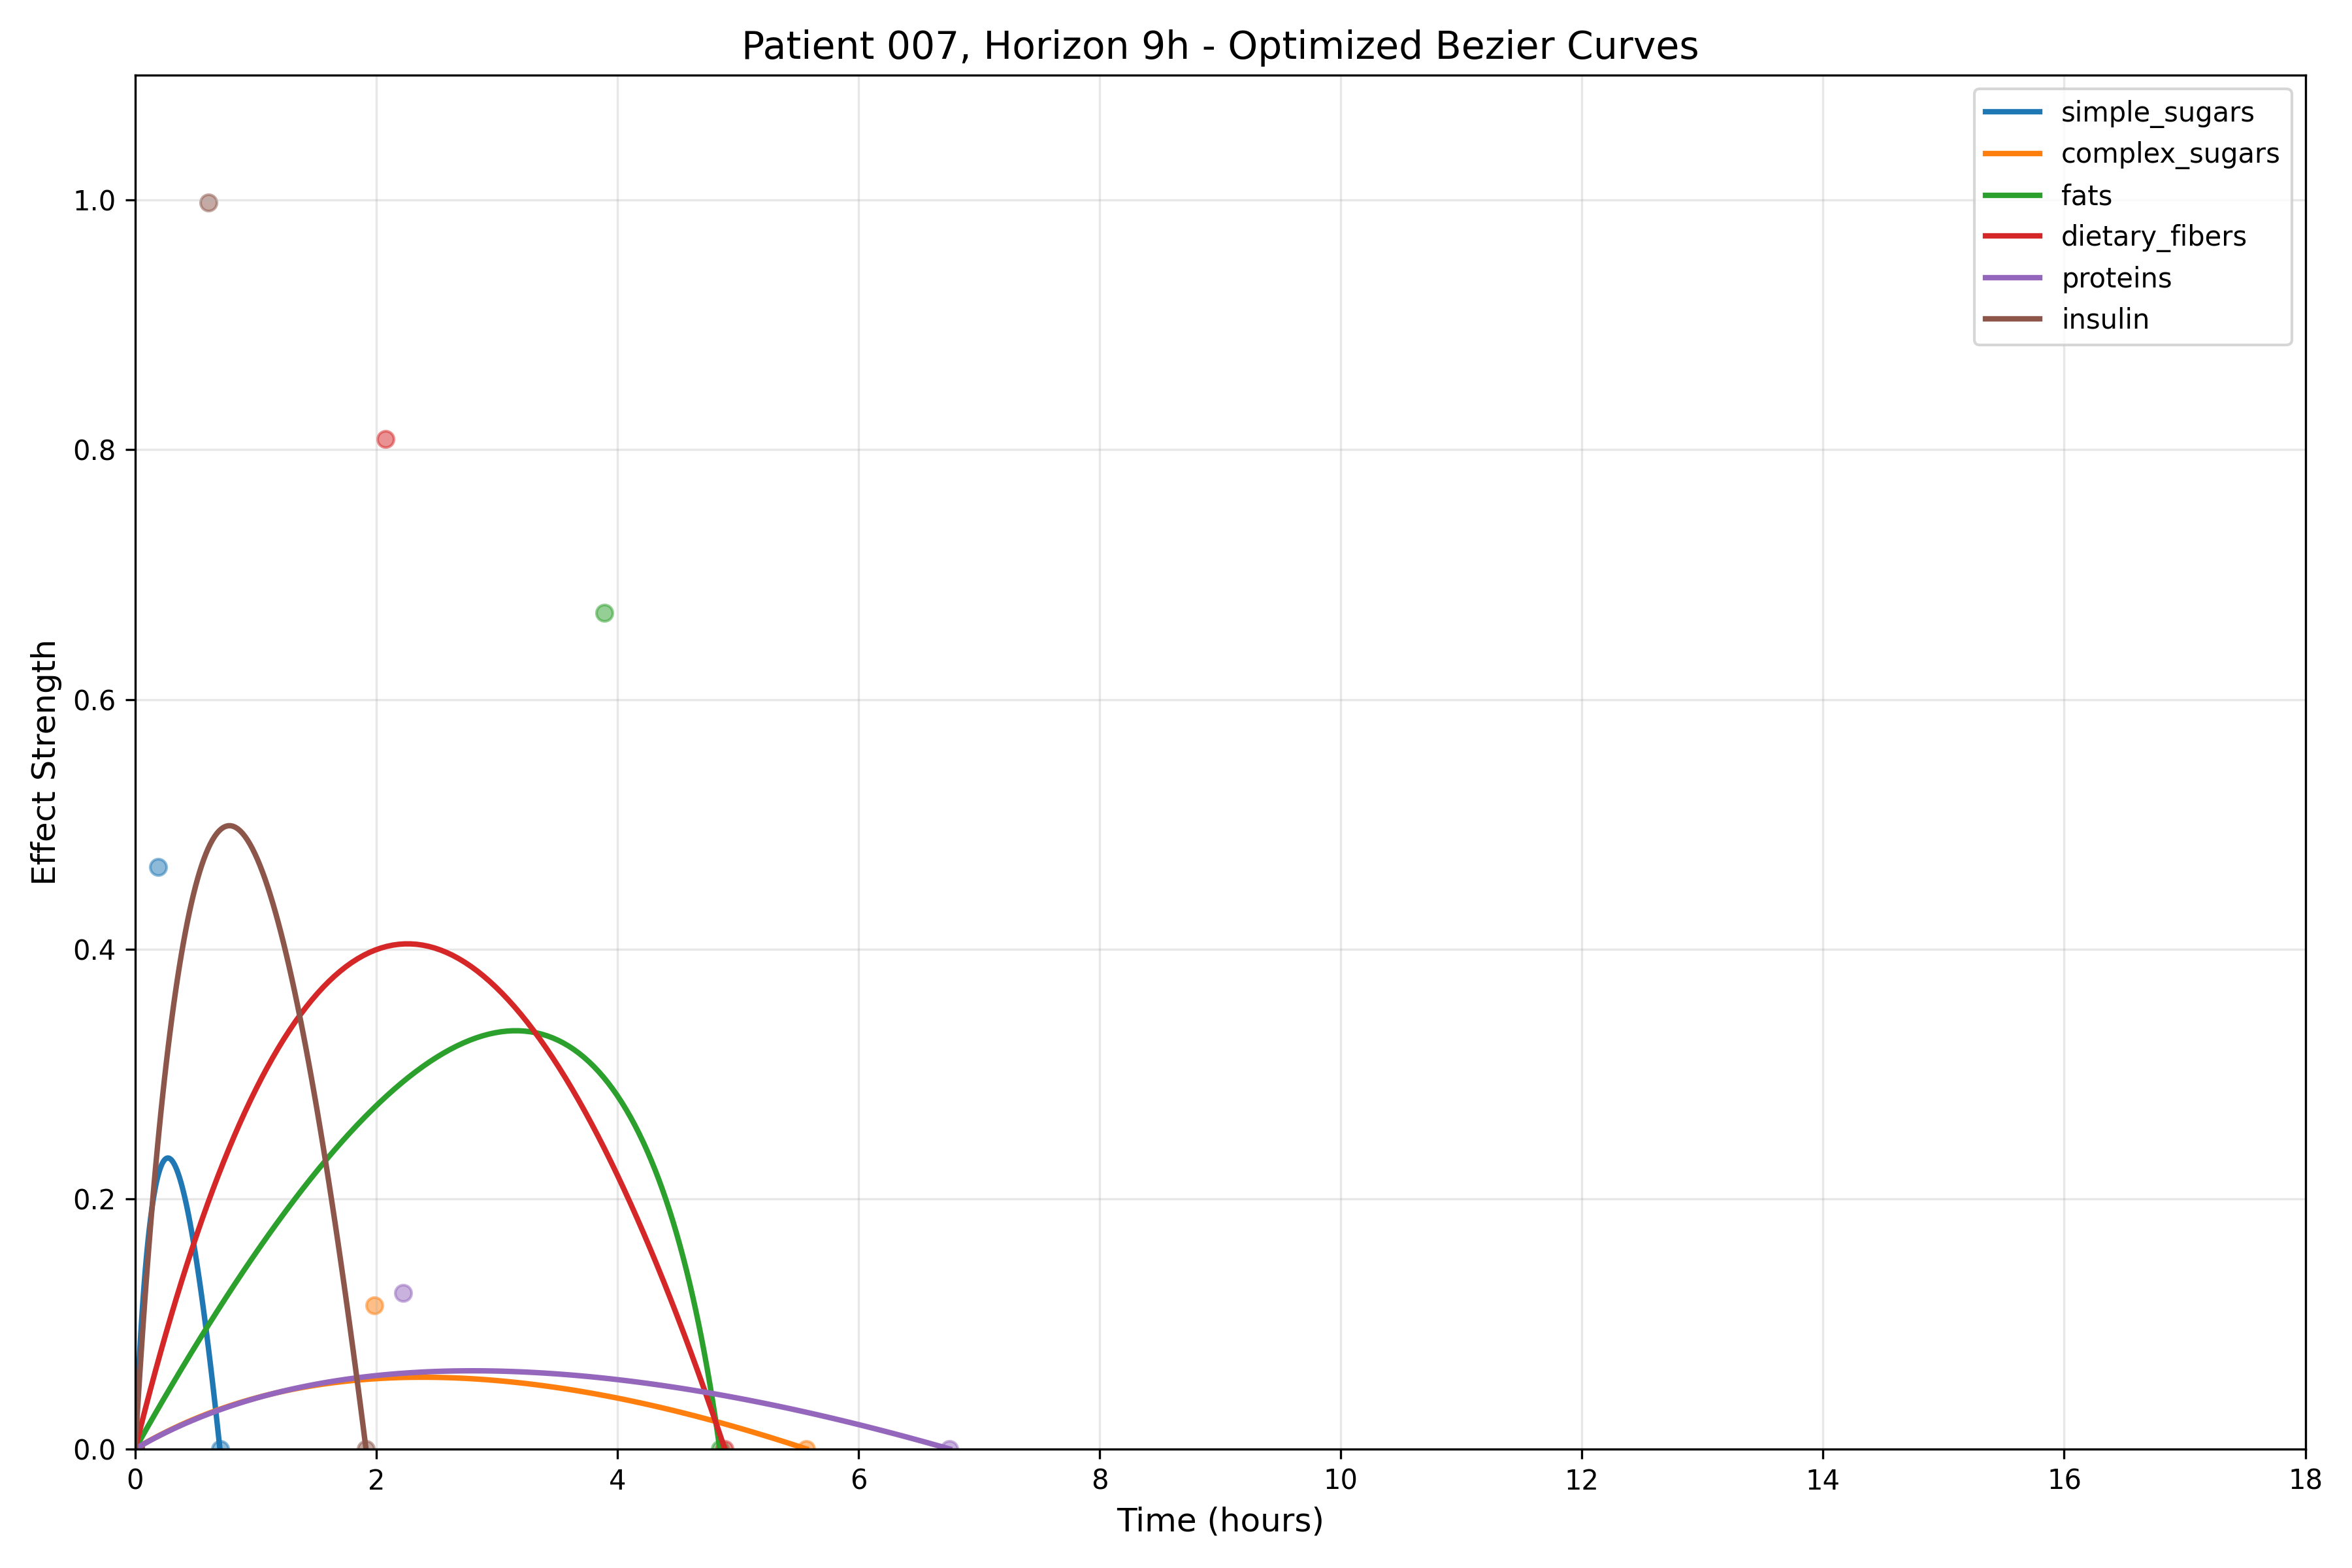 Patient 007, Horizon 9h - Optimized Bezier Curves
simple_sugars
complex_sugars
fats
dietary_fibers
proteins
insulin
Effect Strength
1.0
0.8
0.6
0.4
0.2
0.0
0 2 4 6 8 10 12 14 16 18
Time (hours)